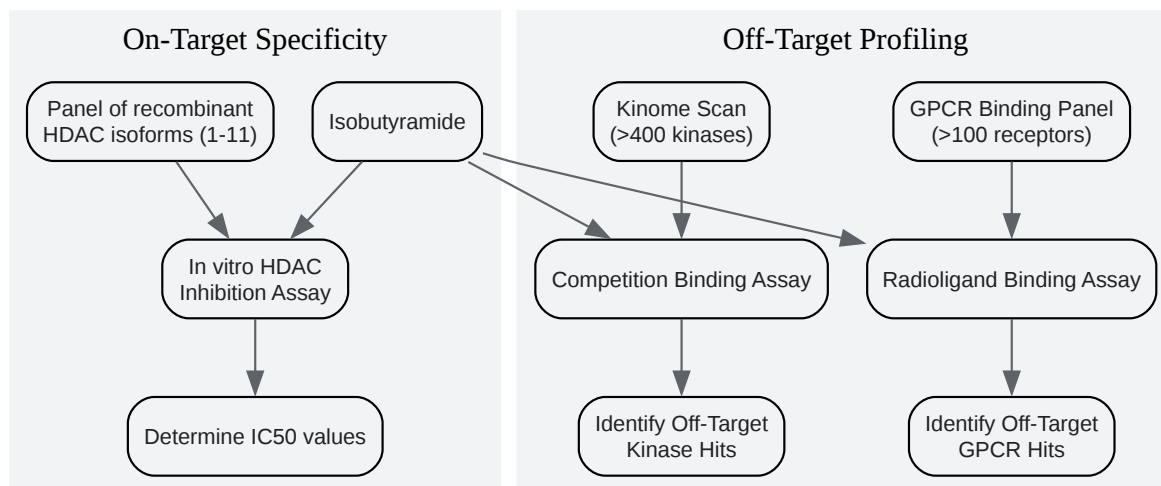 On-Target Specificity
Panel of recombinant
HDAC isoforms (1-11)
Isobutyramide
In vitro HDAC
Inhibition Assay
Determine IC50 values
Off-Target Profiling
Kinome Scan
(>400 kinases)
GPCR Binding Panel
(>100 receptors)
Competition Binding Assay
Radioligand Binding Assay
Identify Off-Target
Kinase Hits
Identify Off-Target
GPCR Hits